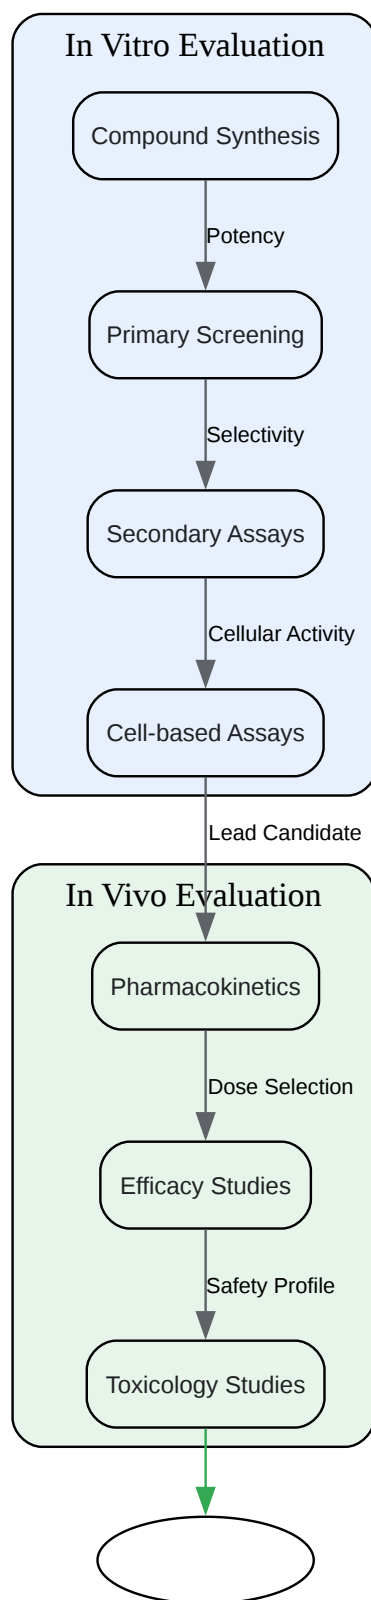 In Vitro Evaluation
Compound Synthesis
Potency
Primary Screening
Selectivity
Secondary Assays
Cellular Activity
Cell-based Assays
Lead Candidate
In Vivo Evaluation
Pharmacokinetics
Dose Selection
Efficacy Studies
Safety Profile
Toxicology Studies